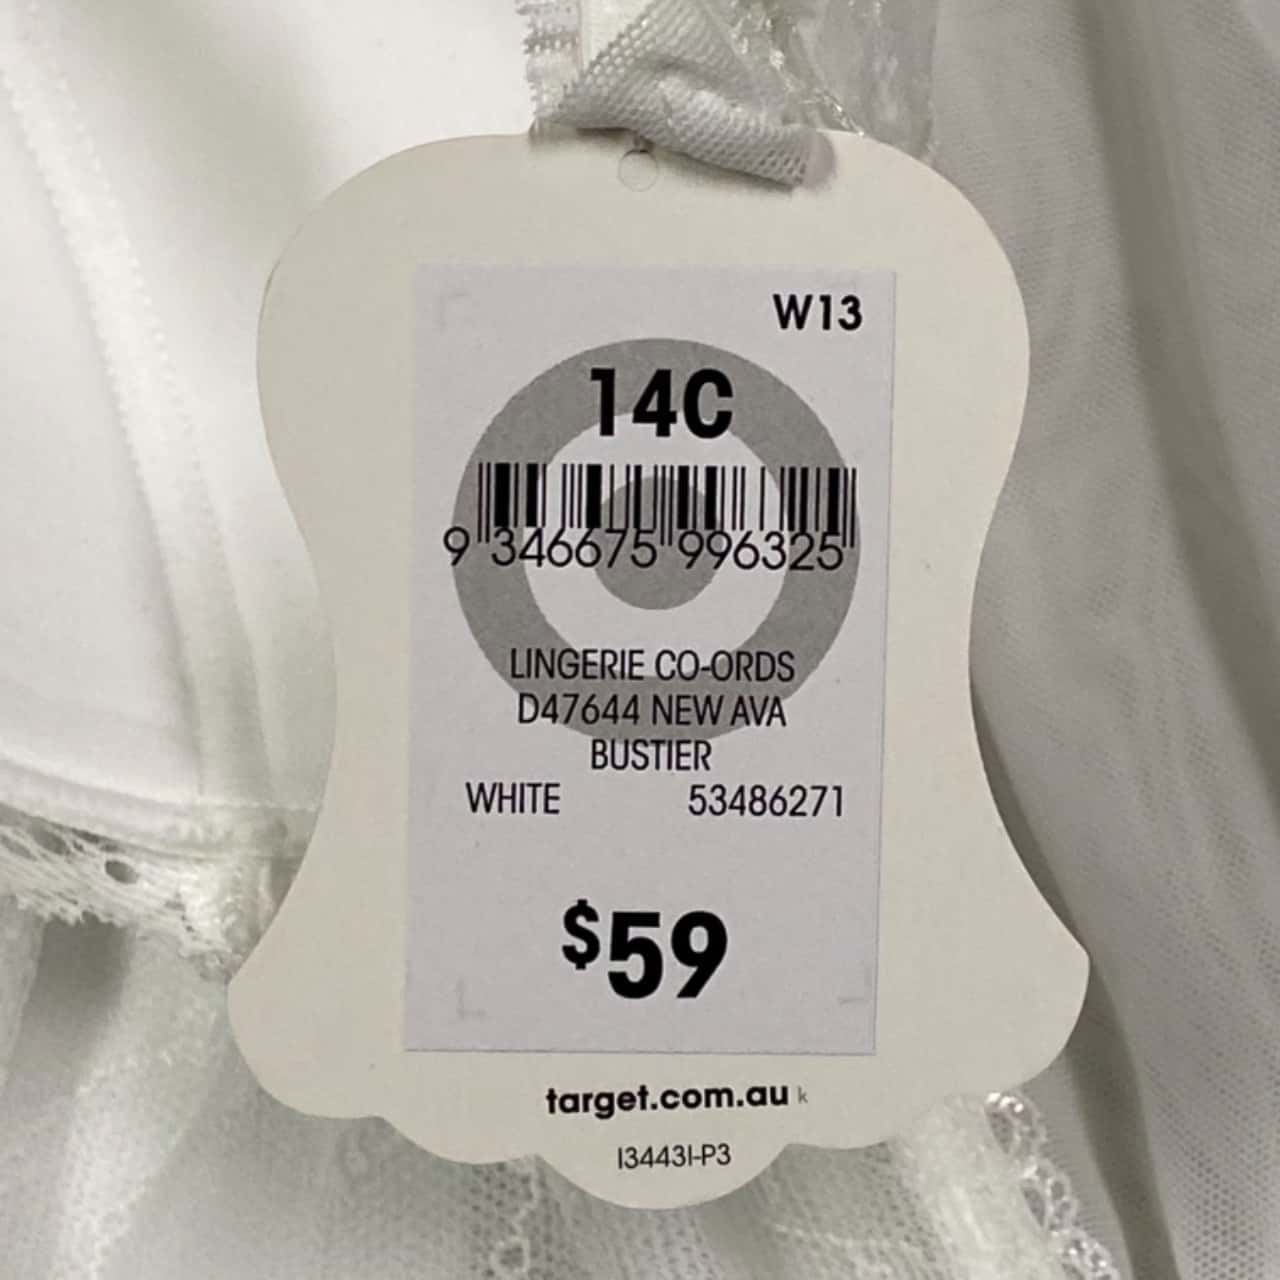 W13
14C
9 346675 996325
LINGERIE CO-ORDS
D47644 NEW AVA
BUSTIER
WHITE 53486271
$59
target.com.au k
I3443I-P3